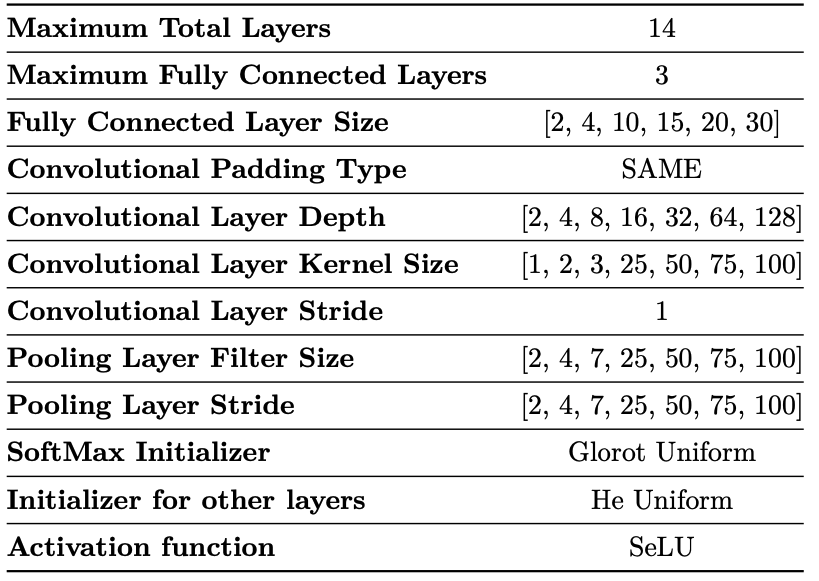 Maximum Total Layers 14
Maximum Fully Connected Layers 3
Fully Connected Layer Size [2, 4, 10, 15, 20, 30]
Convolutional Padding Type SAME
Convolutional Layer Depth [2, 4, 8, 16, 32, 64, 128]
Convolutional Layer Kernel Size [1, 2, 3, 25, 50, 75, 100]
Convolutional Layer Stride 1
Pooling Layer Filter Size [2, 4, 7, 25, 50, 75, 100]
Pooling Layer Stride [2, 4, 7, 25, 50, 75, 100]
SoftMax Initializer Glorot Uniform
Initializer for other layers He Uniform
Activation function SeLU